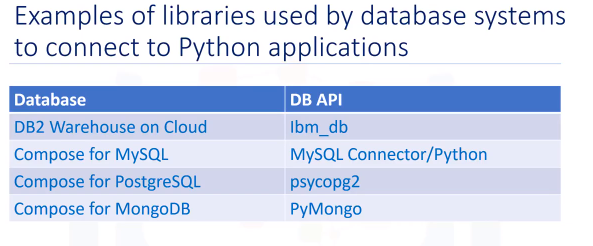 Examples of libraries used by database systems
to connect to Python applications
Database DB API
DB2 Warehouse on Cloud Ibm_db
Compose for MySQL MySQL Connector/Python
Compose for PostgreSQL psycopg2
Compose for MongoDB PyMongo